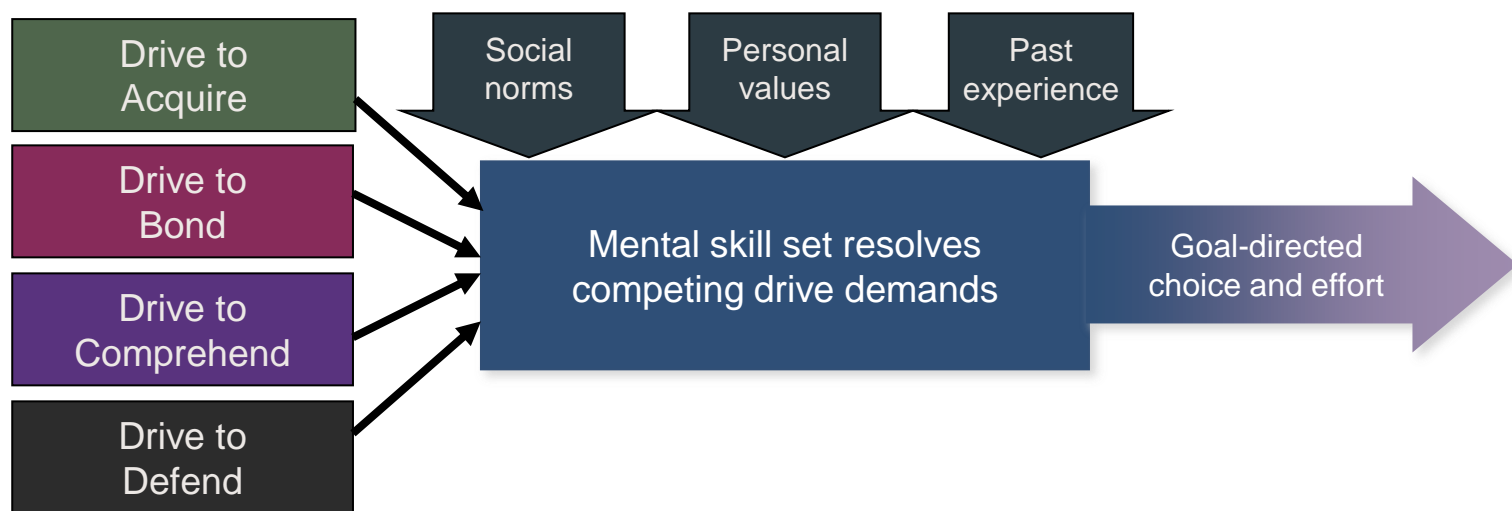 Drive to
Acquire
Drive to
Bond
Drive to
Comprehend
Drive to
Defend
Social
norms
Personal
values
Past
experience
Mental skill set resolves
competing drive demands
Goal-directed
choice and effort